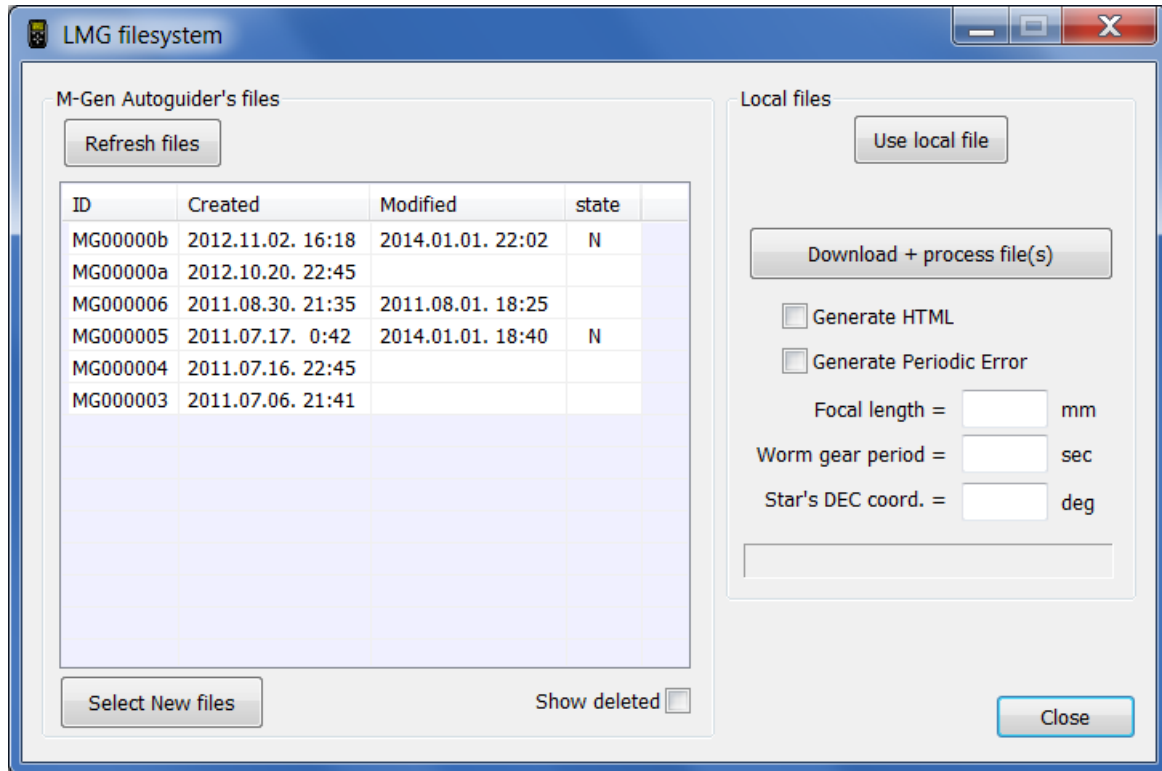 LMG filesystem
M-Gen Autoguider's files
Refresh files
ID Created Modified state
MG00000b 2012.11.02. 16:18 2014.01.01. 22:02 N
MG00000a 2012.10.20. 22:45
MG000006 2011.08.30. 21:35 2011.08.01. 18:25
MG000005 2011.07.17. 0:42 2014.01.01. 18:40 N
MG000004 2011.07.16. 22:45
MG000003 2011.07.06. 21:41
Select New files
Show deleted
Local files
Use local file
Download + process file(s)
Generate HTML
Generate Periodic Error
Focal length = mm
Worm gear period = sec
Star's DEC coord. = deg
Close